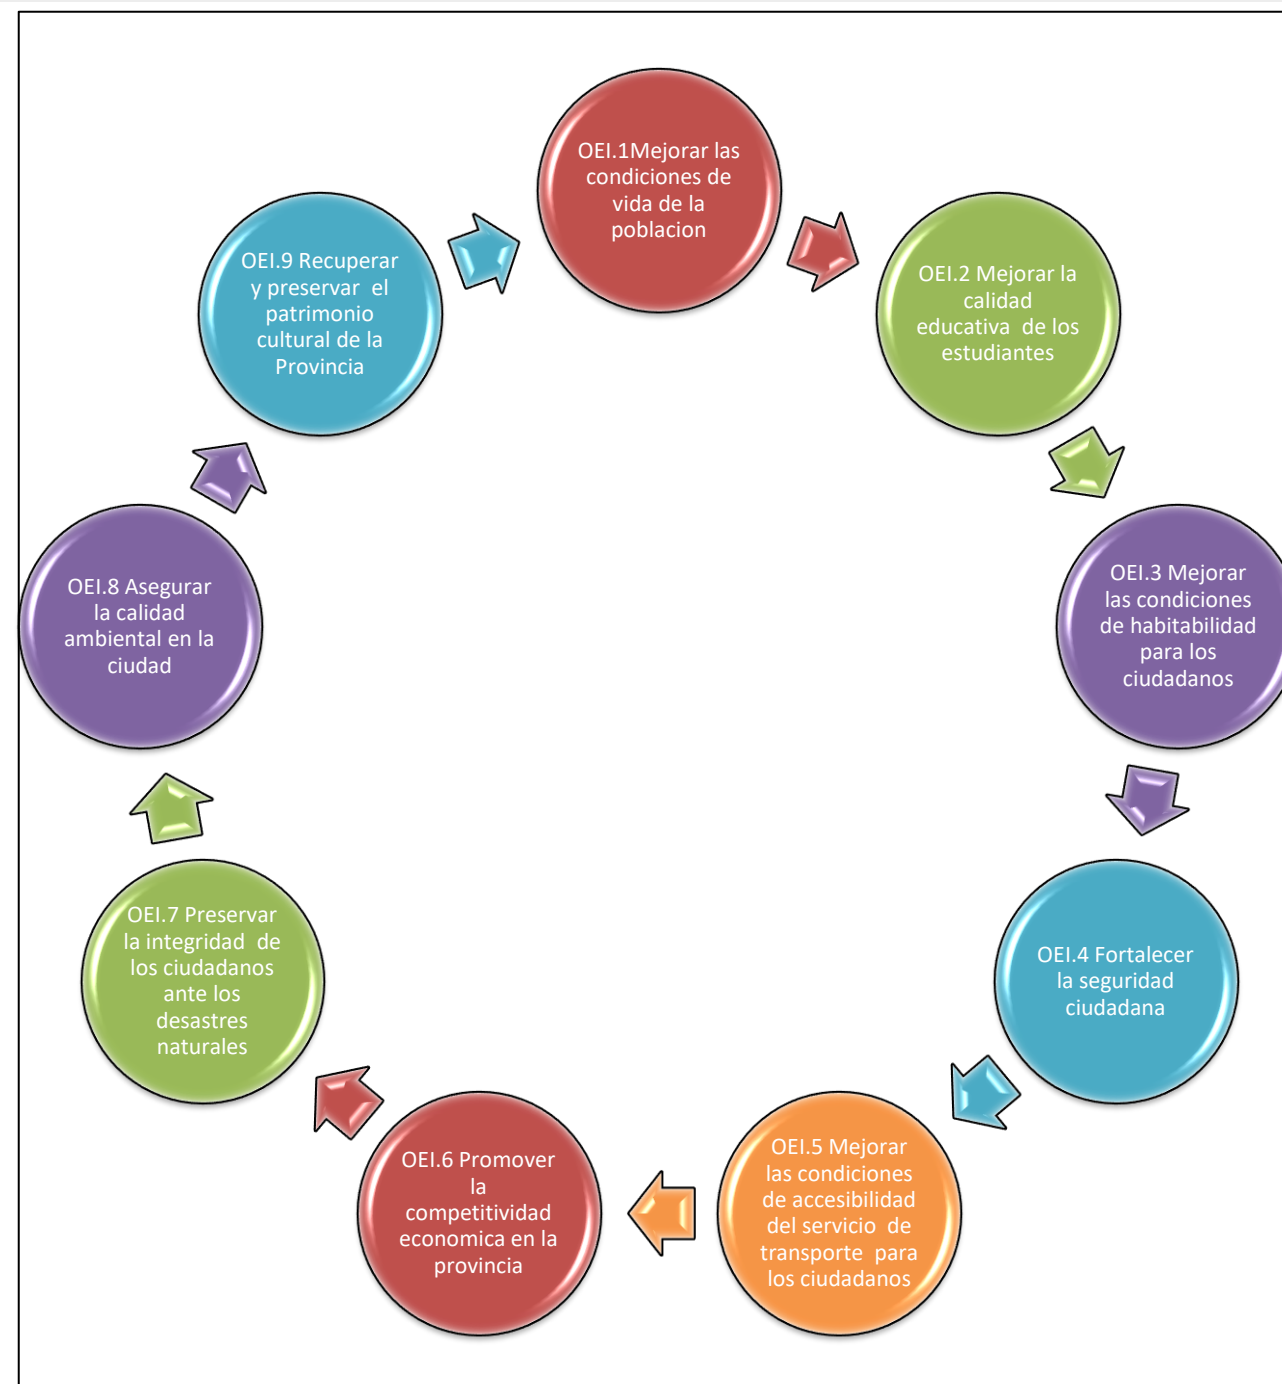 OEI.1Mejorar las
condiciones de
vida de la
poblacion
OEI.2 Mejorar la
calidad
educativa de los
estudiantes
OEI.3 Mejorar
las condiciones
de habitabilidad
para los
ciudadanos
OEI.4 Fortalecer
la seguridad
ciudadana
OEI.5 Mejorar
las condiciones
de accesibilidad
del servicio de
transporte para
los ciudadanos
OEI.6 Promover
la
competitividad
economica en la
provincia
OEI.7 Preservar
la integridad de
los ciudadanos
ante los
desastres
naturales
OEI.8 Asegurar
la calidad
ambiental en la
ciudad
OEI.9 Recuperar
y preservar el
patrimonio
cultural de la
Provincia